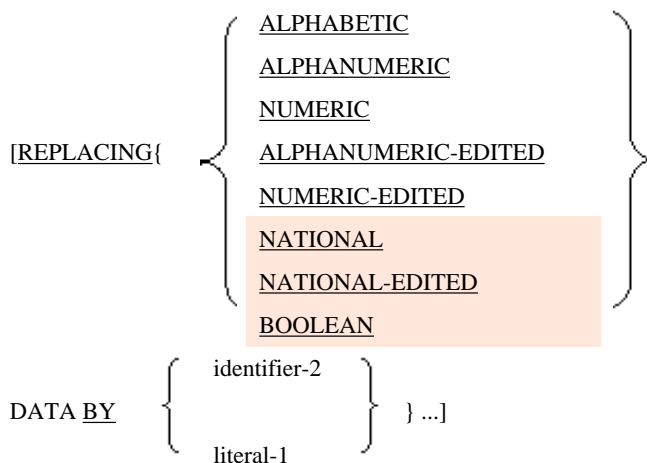 ALPHABETIC
ALPHANUMERIC
NUMERIC
[REPLACING{ ALPHANUMERIC-EDITED
NUMERIC-EDITED
NATIONAL
NATIONAL-EDITED
BOOLEAN
identifier-2
DATA BY } ...]
literal-1